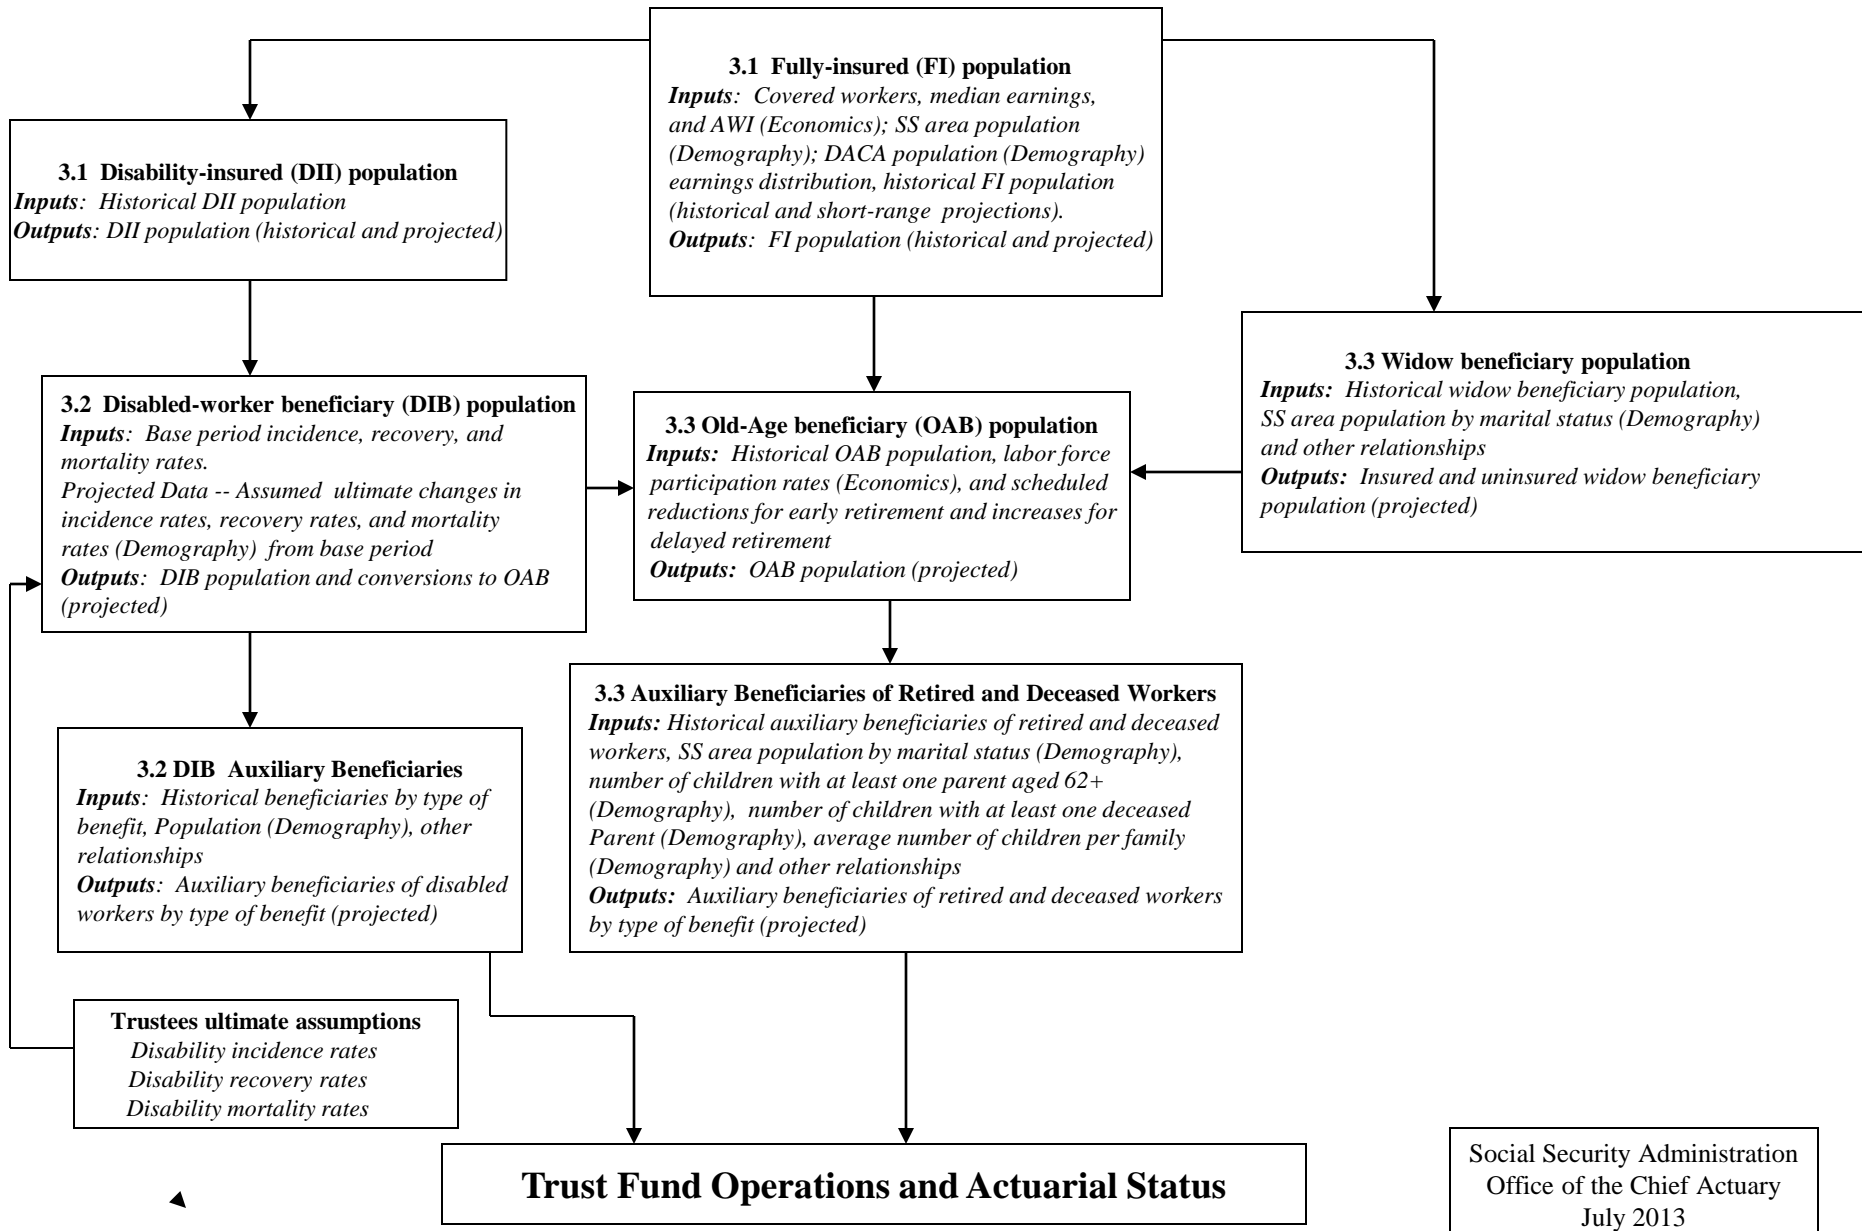 3.1 Fully-insured (FI) population
Inputs: Covered workers, median earnings,
and AWI (Economics); SS area population
(Demography); DACA population (Demography)
earnings distribution, historical FI population
(historical and short-range projections).
Outputs: FI population (historical and projected)
3.1 Disability-insured (DII) population
Inputs: Historical DII population
Outputs: DII population (historical and projected)
3.2 Disabled-worker beneficiary (DIB) population
Inputs: Base period incidence, recovery, and
mortality rates.
Projected Data -- Assumed ultimate changes in
incidence rates, recovery rates, and mortality
rates (Demography) from base period
Outputs: DIB population and conversions to OAB
(projected)
3.3 Old-Age beneficiary (OAB) population
Inputs: Historical OAB population, labor force
participation rates (Economics), and scheduled
reductions for early retirement and increases for
delayed retirement
Outputs: OAB population (projected)
3.3 Widow beneficiary population
Inputs: Historical widow beneficiary population,
SS area population by marital status (Demography)
and other relationships
Outputs: Insured and uninsured widow beneficiary
population (projected)
3.2 DIB Auxiliary Beneficiaries
Inputs: Historical beneficiaries by type of
benefit, Population (Demography), other
relationships
Outputs: Auxiliary beneficiaries of disabled
workers by type of benefit (projected)
3.3 Auxiliary Beneficiaries of Retired and Deceased Workers
Inputs: Historical auxiliary beneficiaries of retired and deceased
workers, SS area population by marital status (Demography),
number of children with at least one parent aged 62+
(Demography), number of children with at least one deceased
Parent (Demography), average number of children per family
(Demography) and other relationships
Outputs: Auxiliary beneficiaries of retired and deceased workers
by type of benefit (projected)
Trustees ultimate assumptions
Disability incidence rates
Disability recovery rates
Disability mortality rates
Trust Fund Operations and Actuarial Status
Social Security Administration
Office of the Chief Actuary
July 2013